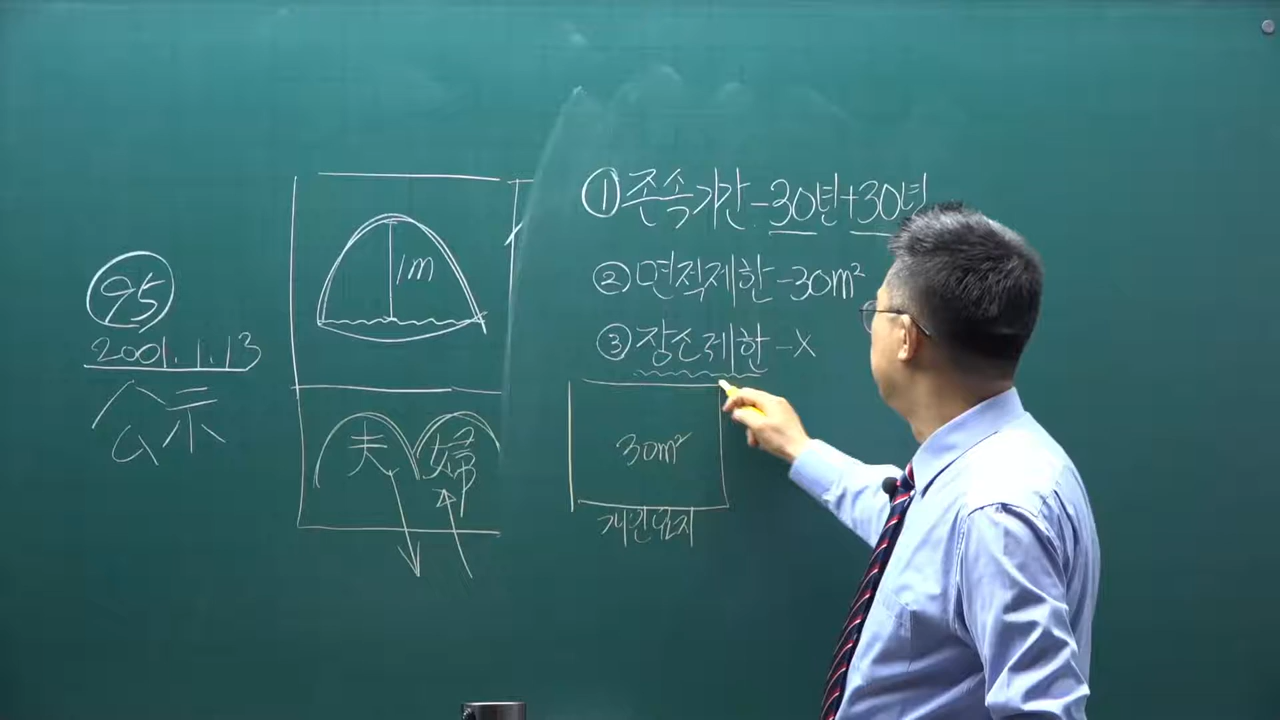 95
2001.1.13
公示
1m
夫 婦
①존속기간-30년+30년
②면적제한-30m²
③장소제한-X
30m²
개인묘지